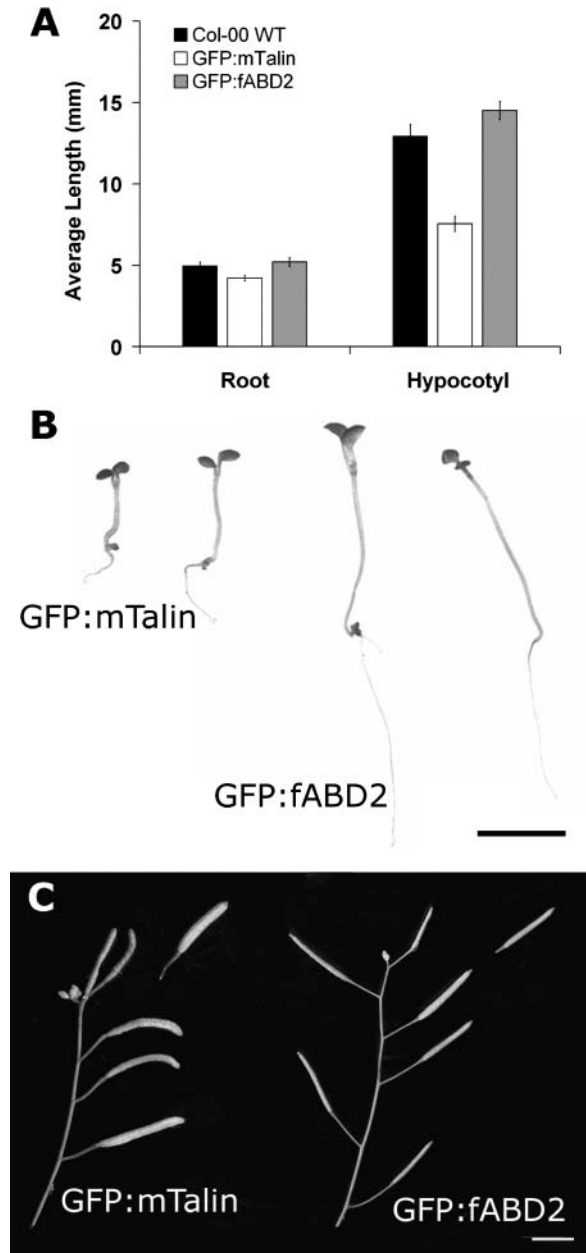 A
20
15
10
5
0
Average Length (mm)
Col-00 WT
GFP:mTalin
GFP:fABD2
Root
Hypocotyl
B
GFP:mTalin
GFP:fABD2
C
GFP:mTalin
GFP:fABD2